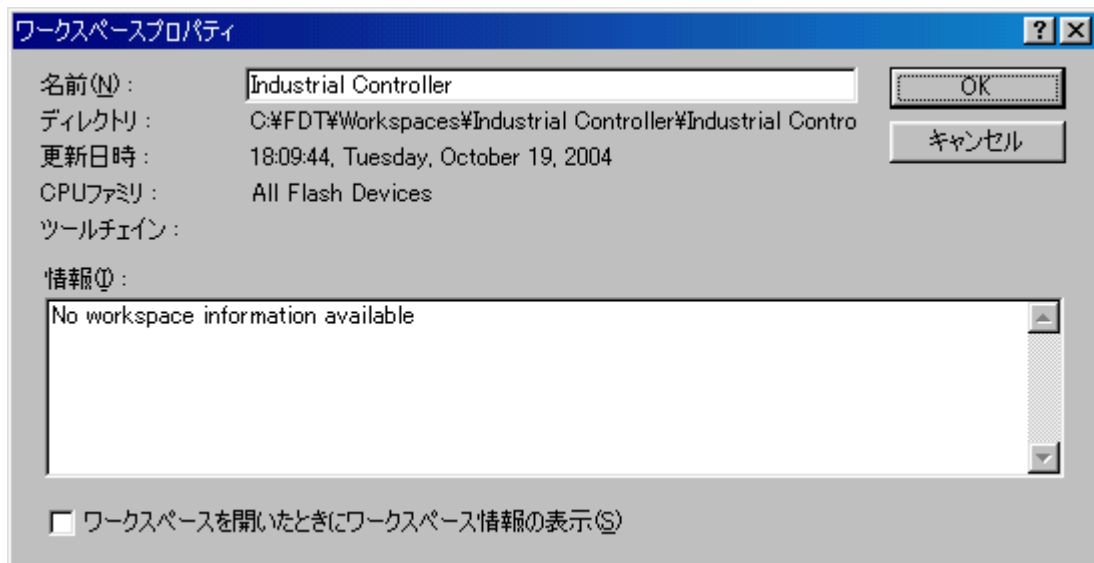 ワークスペースプロパティ
名前(N) : Industrial Controller OK
ディレクトリ : C:¥FDT¥Workspaces¥Industrial Controller¥Industrial Contro
キャンセル
更新日時 : 18:09:44, Tuesday, October 19, 2004
CPUファミリ : All Flash Devices
ツールチェイン :
情報(I) :
No workspace information available
ワークスペースを開いたときにワークスペース情報の表示(S)